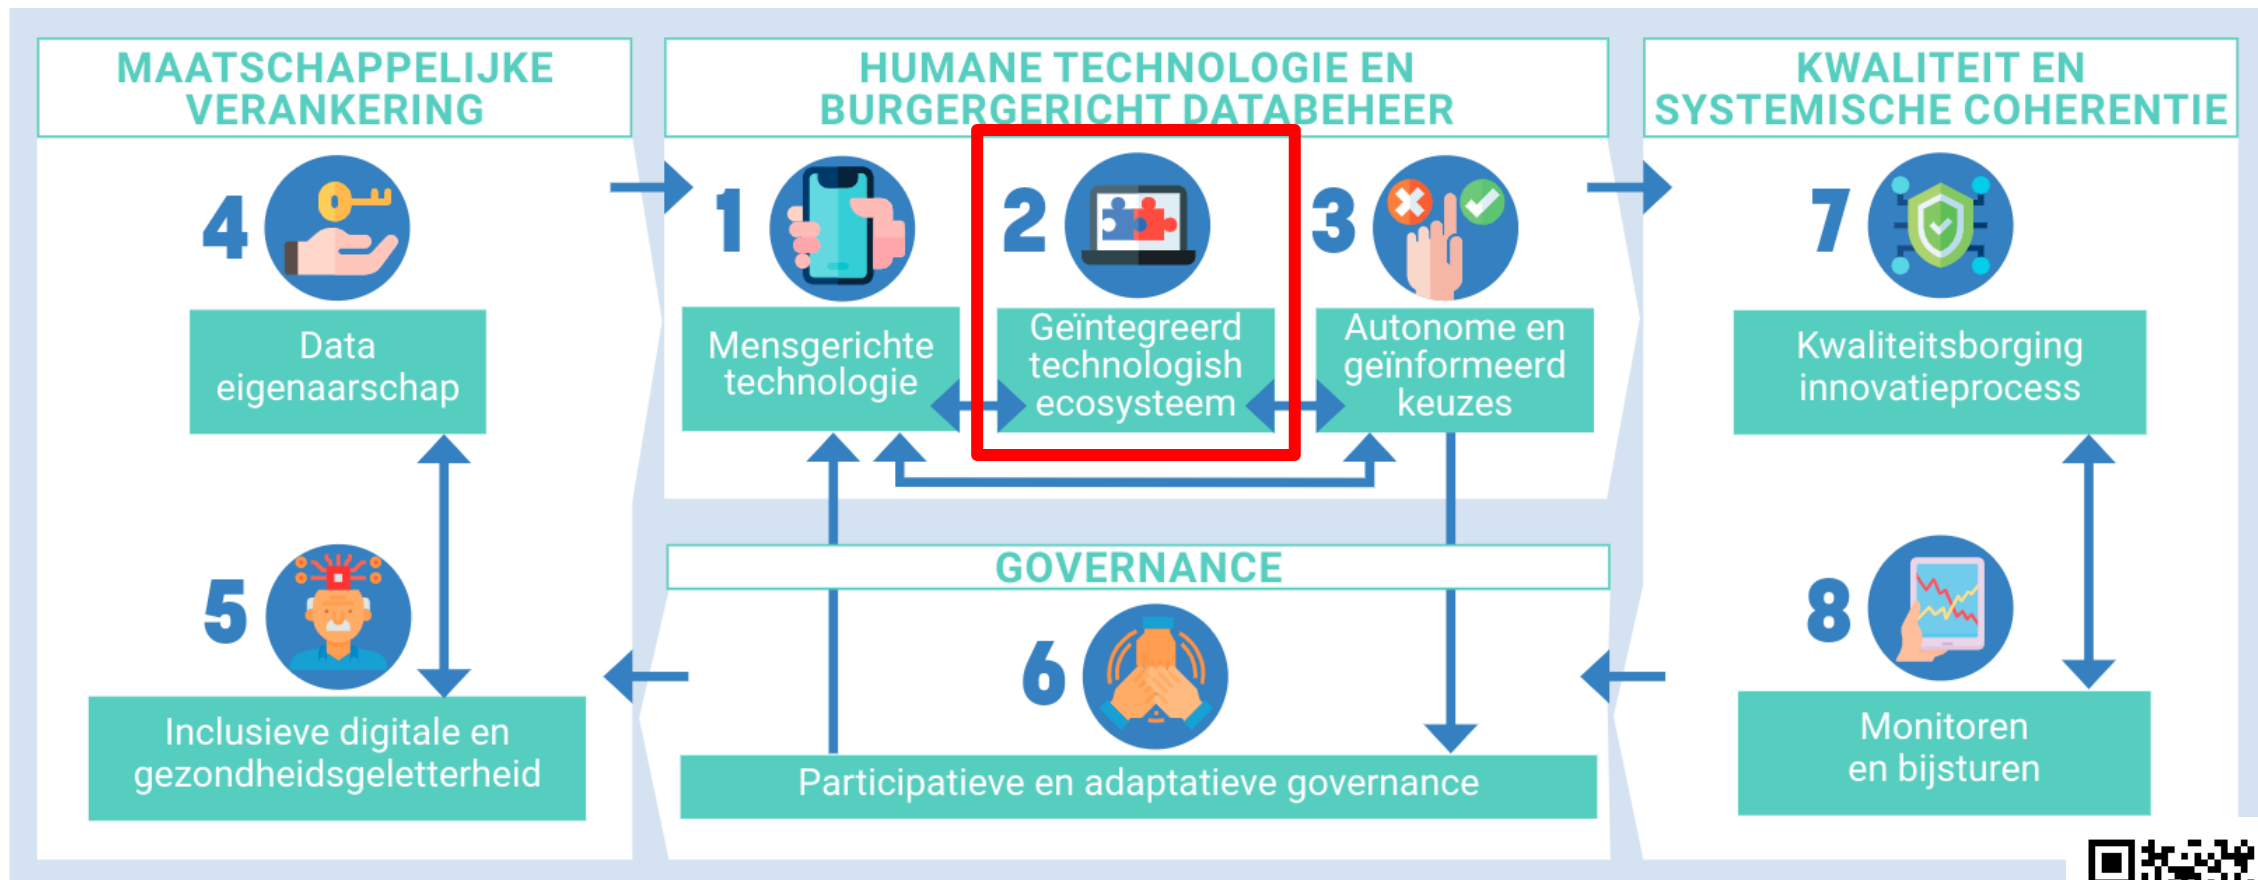 MAATSCHAPPELIJKE
VERANKERING
4
Data
eigenaarschap
5
Inclusieve digitale en
gezondheidsgeletterheid
HUMANE TECHNOLOGIE EN
BURGERGERICHT DATABEHEER
1
Mensgerichte
technologie
2
Geïntegreerd
technologish
ecosysteem
3
Autonome en
geïnformeerd
keuzes
GOVERNANCE
6
Participatieve en adaptatieve governance
KWALITEIT EN
SYSTEMISCHE COHERENTIE
7
Kwaliteitsborging
innovatieprocess
8
Monitoren
en bijsturen